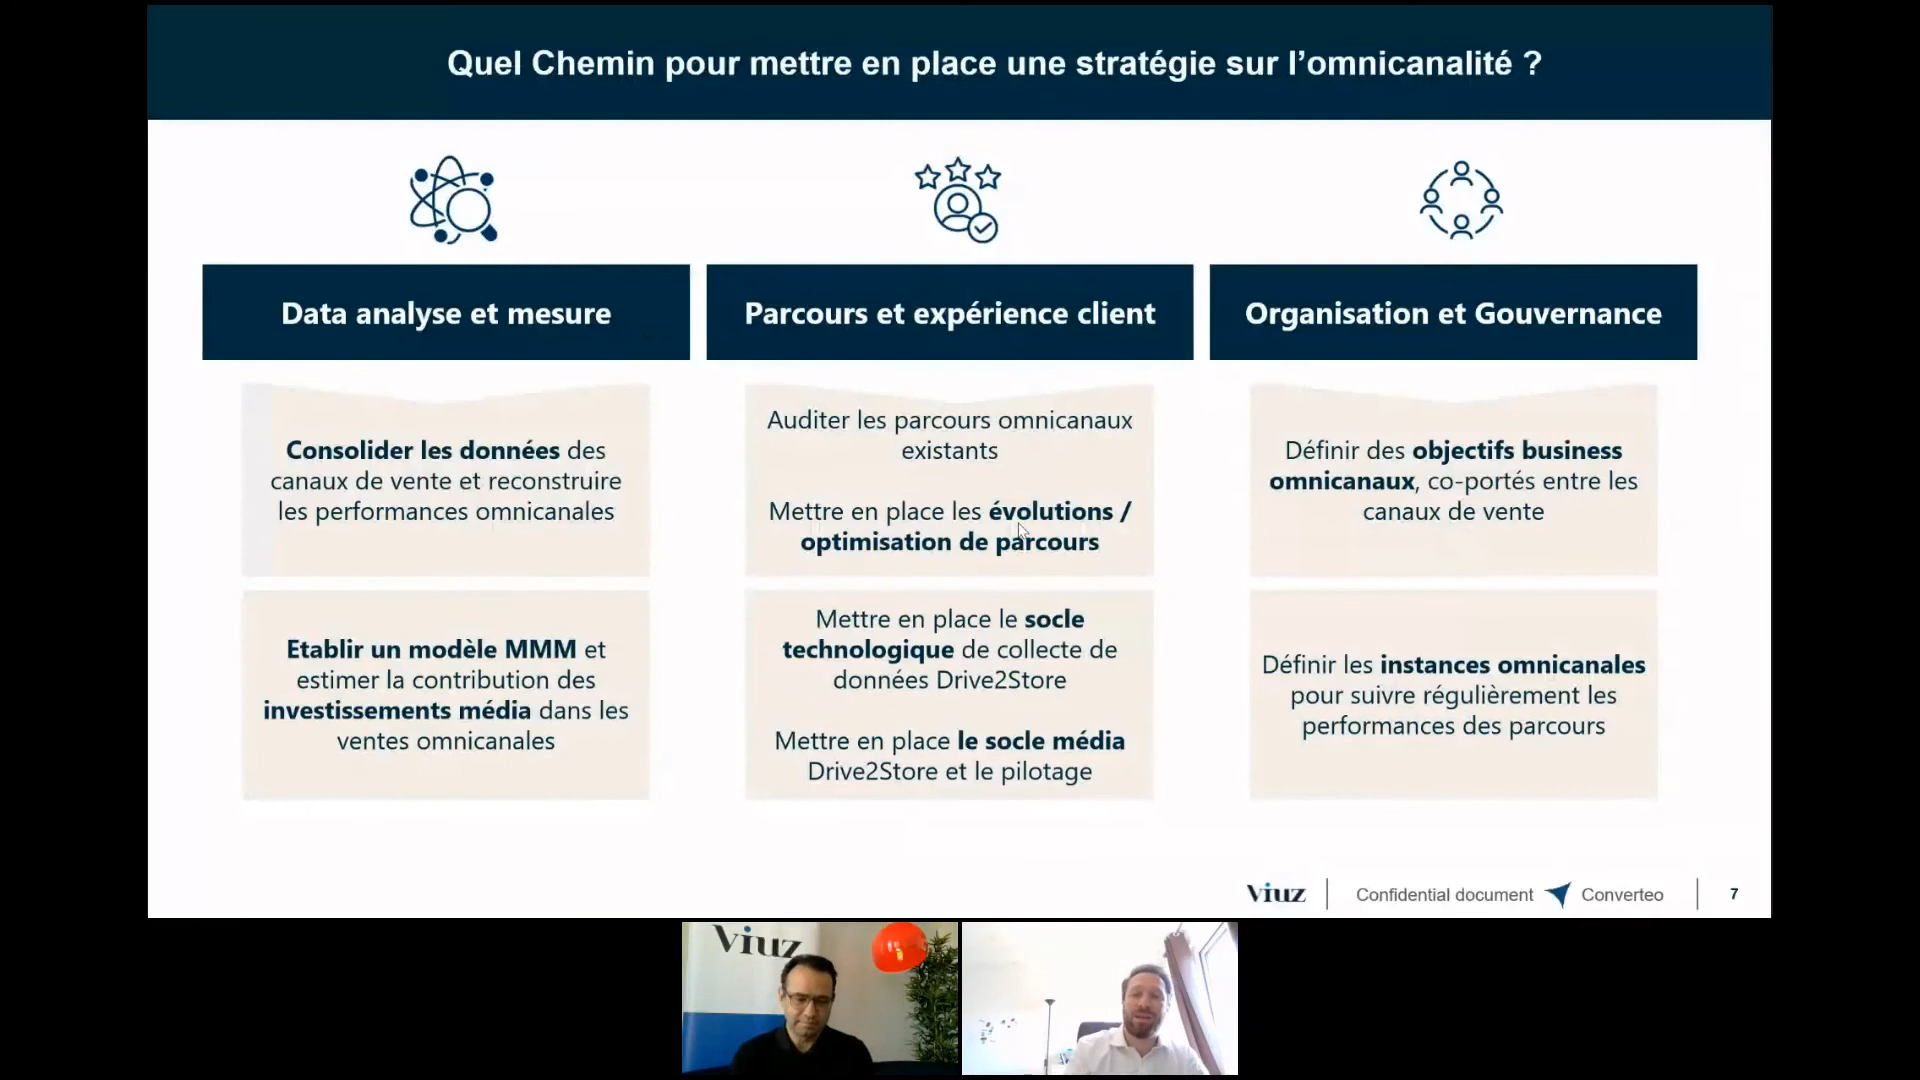 Quel Chemin pour mettre en place une stratégie sur l’omnicanalité ?
Data analyse et mesure
Consolider les données des
canaux de vente et reconstruire
les performances omnicanales
Etablir un modèle MMM et
estimer la contribution des
investissements média dans les
ventes omnicanales
Parcours et expérience client
Auditer les parcours omnicanaux
existants
Mettre en place les évolutions /
optimisation de parcours
Mettre en place le socle
technologique de collecte de
données Drive2Store
Mettre en place le socle média
Drive2Store et le pilotage
Organisation et Gouvernance
Définir des objectifs business
omnicanaux, co-portés entre les
canaux de vente
Définir les instances omnicanales
pour suivre régulièrement les
performances des parcours
Viuz
Confidential document
Converteo
7
Viuz